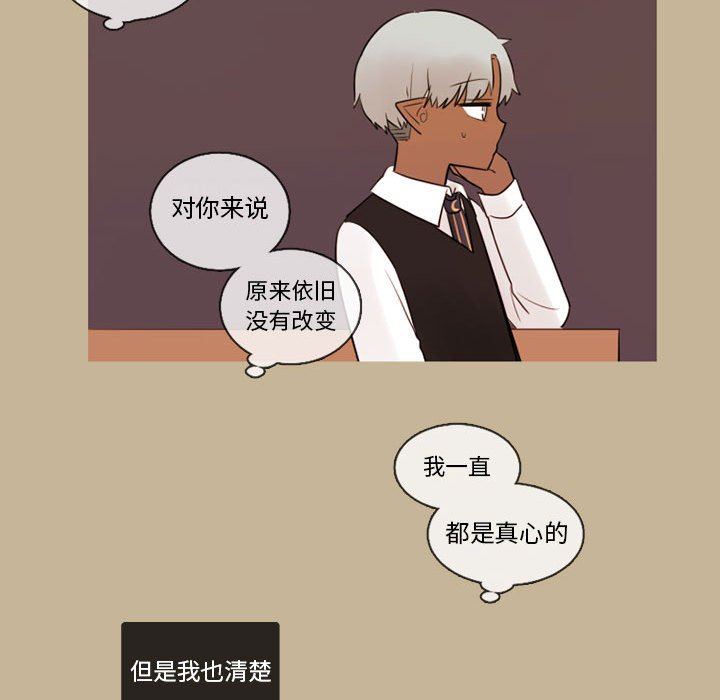 对你来说
原来依旧
没有改变
我一直
都是真心的
但是我也清楚